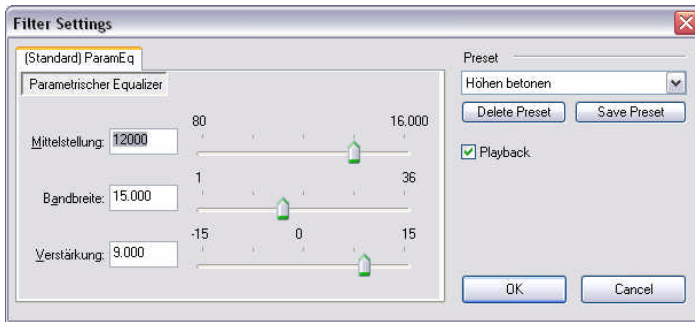 Filter Settings
(Standard) ParamEq
Parametrischer Equalizer
80 16.000
Mittelstellung: 12000
1 36
Bandbreite: 15.000
-15 0 15
Verstärkung: 9.000
Preset
Höhen betonen
Delete Preset Save Preset
Playback
OK Cancel